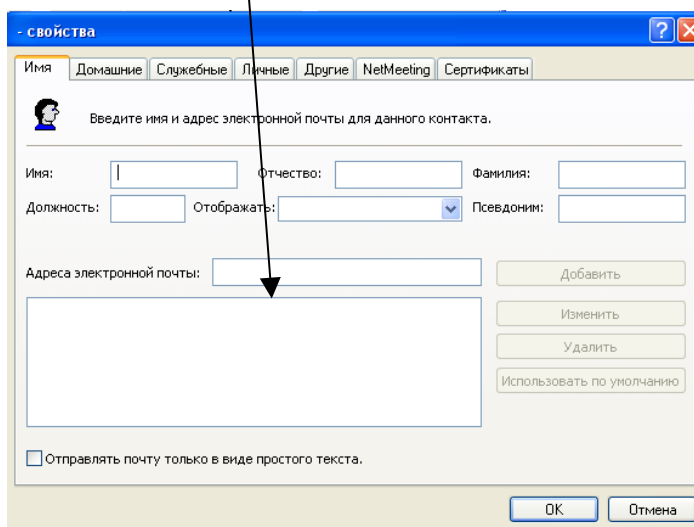 - свойства
Имя Домашние Служебные Личные Другие NetMeeting Сертификаты
Введите имя и адрес электронной почты для данного контакта.
Имя: Отчество: Фамилия:
Должность: Отображать: Псевдоним:
Адреса электронной почты: Добавить
Изменить
Удалить
Использовать по умолчанию
Отправлять почту только в виде простого текста.
OK Отмена